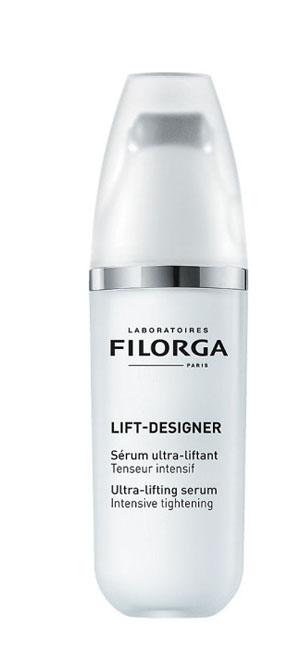 LABORATOIRES
FILORGA
PARIS
LIFT-DESIGNER
Sérum ultra-liftant
Tenseur intensif
Ultra-lifting serum
Intensive tightening